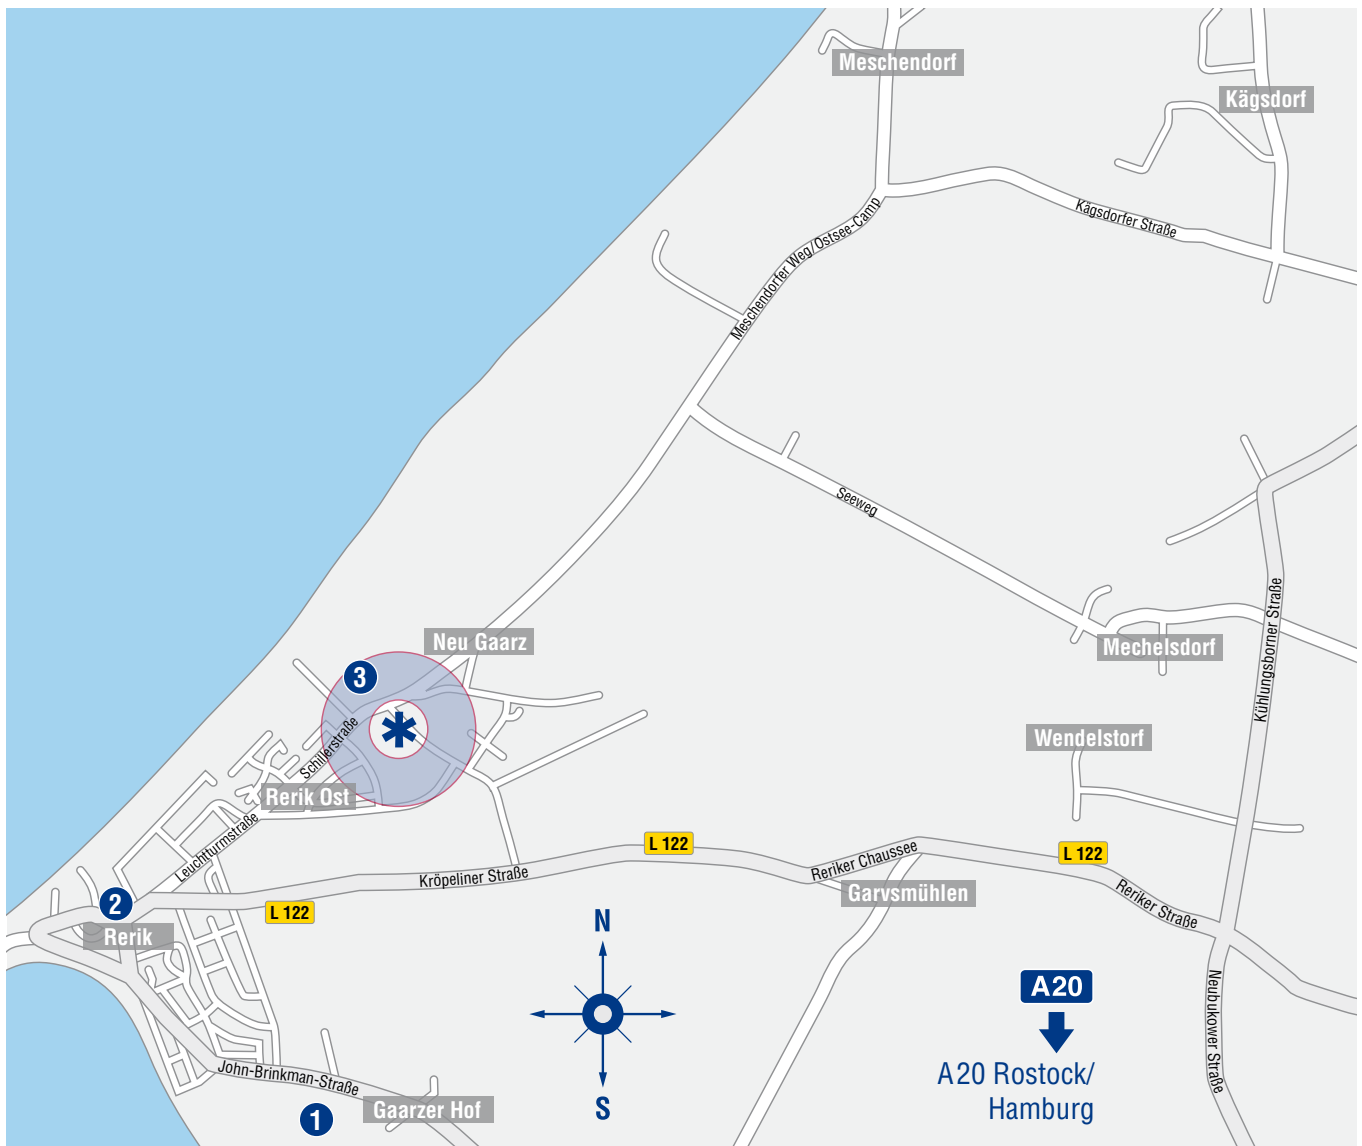 Meschendorf
Kägsdorf
Kägsdorfer Straße
Meschendorfer Weg/Ostsee-Camp
Seeweg
Kühlungsborner Straße
Neu Gaarz
Mechelsdorf
3
Schillerstraße
Wendelstorf
Rerik Ost
Leuchtturmstraße
L 122
Reriker Chaussee
L 122
Kröpeliner Straße
Garvsmühlen
Reriker Straße
2
L 122
Rerik
N
Neubukower Straße
A20
A20 Rostock/
Hamburg
John-Brinkman-Straße
S
Gaarzer Hof
1